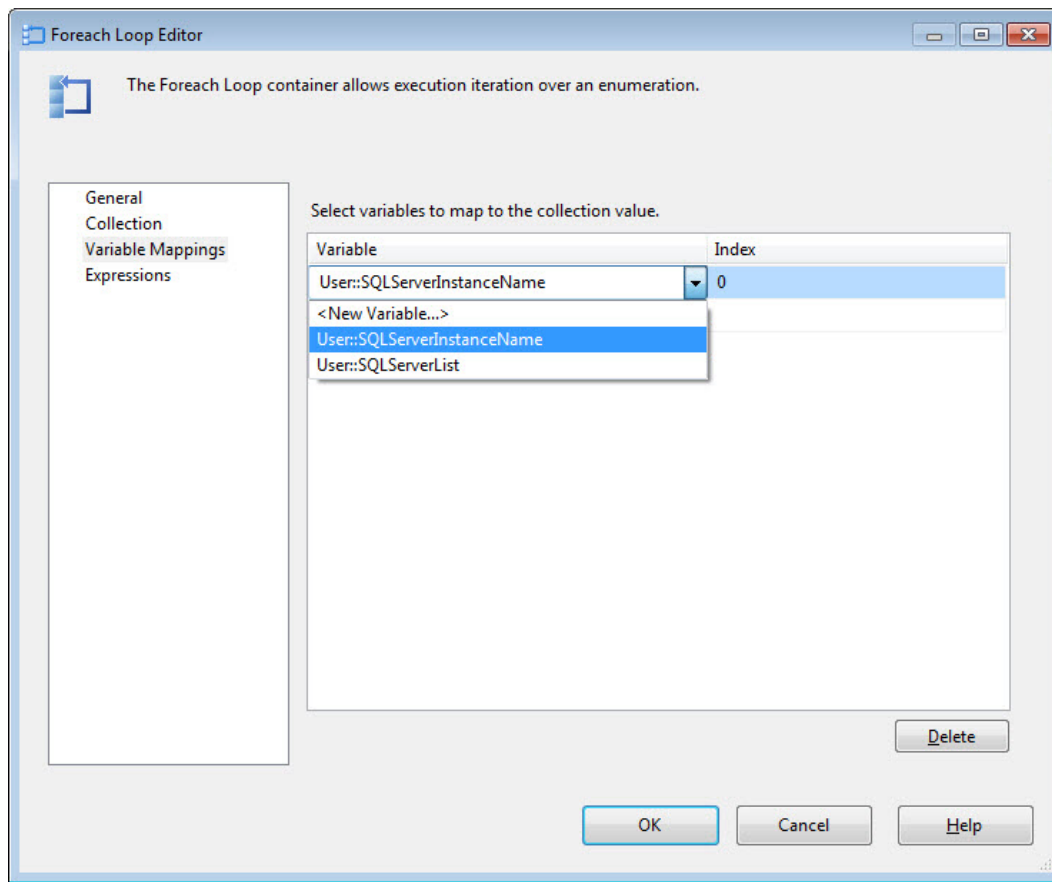 Foreach Loop Editor
The Foreach Loop container allows execution iteration over an enumeration.
General
Collection
Variable Mappings
Expressions
Select variables to map to the collection value.
Variable Index
User::SQLServerInstanceName 0
<New Variable...>
User::SQLServerInstanceName
User::SQLServerList
Delete
OK Cancel Help